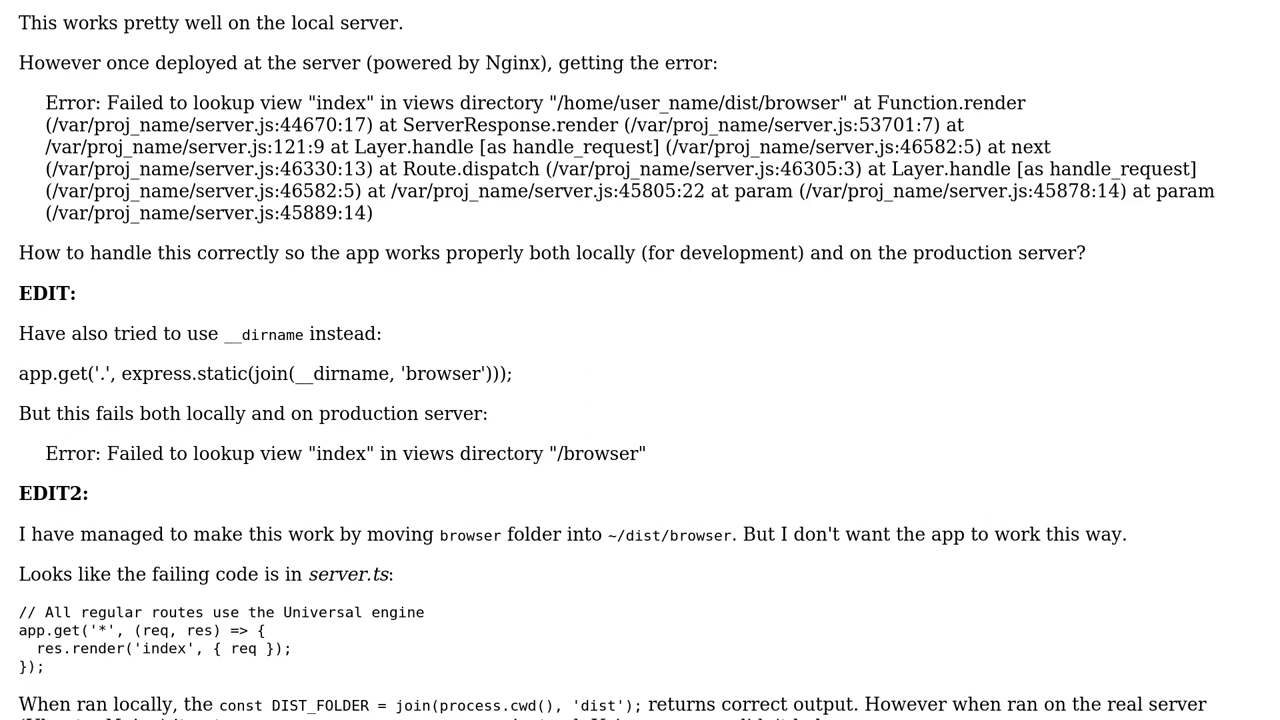 This works pretty well on the local server.
However once deployed at the server (powered by Nginx), getting the error:
Error: Failed to lookup view "index" in views directory "/home/user_name/dist/browser" at Function.render
(/var/proj_name/server.js:44670:17) at ServerResponse.render (/var/proj_name/server.js:53701:7) at
/var/proj_name/server.js:121:9 at Layer.handle [as handle_request] (/var/proj_name/server.js:46582:5) at next
(/var/proj_name/server.js:46330:13) at Route.dispatch (/var/proj_name/server.js:46305:3) at Layer.handle [as handle_request]
(/var/proj_name/server.js:46582:5) at /var/proj_name/server.js:45805:22 at param (/var/proj_name/server.js:45878:14) at param
(/var/proj_name/server.js:45889:14)
How to handle this correctly so the app works properly both locally (for development) and on the production server?
EDIT:
Have also tried to use __dirname instead:
app.get('.', express.static(join(__dirname, 'browser')));
But this fails both locally and on production server:
Error: Failed to lookup view "index" in views directory "/browser"
EDIT2:
I have managed to make this work by moving browser folder into ~/dist/browser. But I don't want the app to work this way.
Looks like the failing code is in server.ts:
// All regular routes use the Universal engine
app.get('*', (req, res) => {
  res.render('index', { req });
});
When ran locally, the const DIST_FOLDER = join(process.cwd(), 'dist'); returns correct output. However when ran on the real server